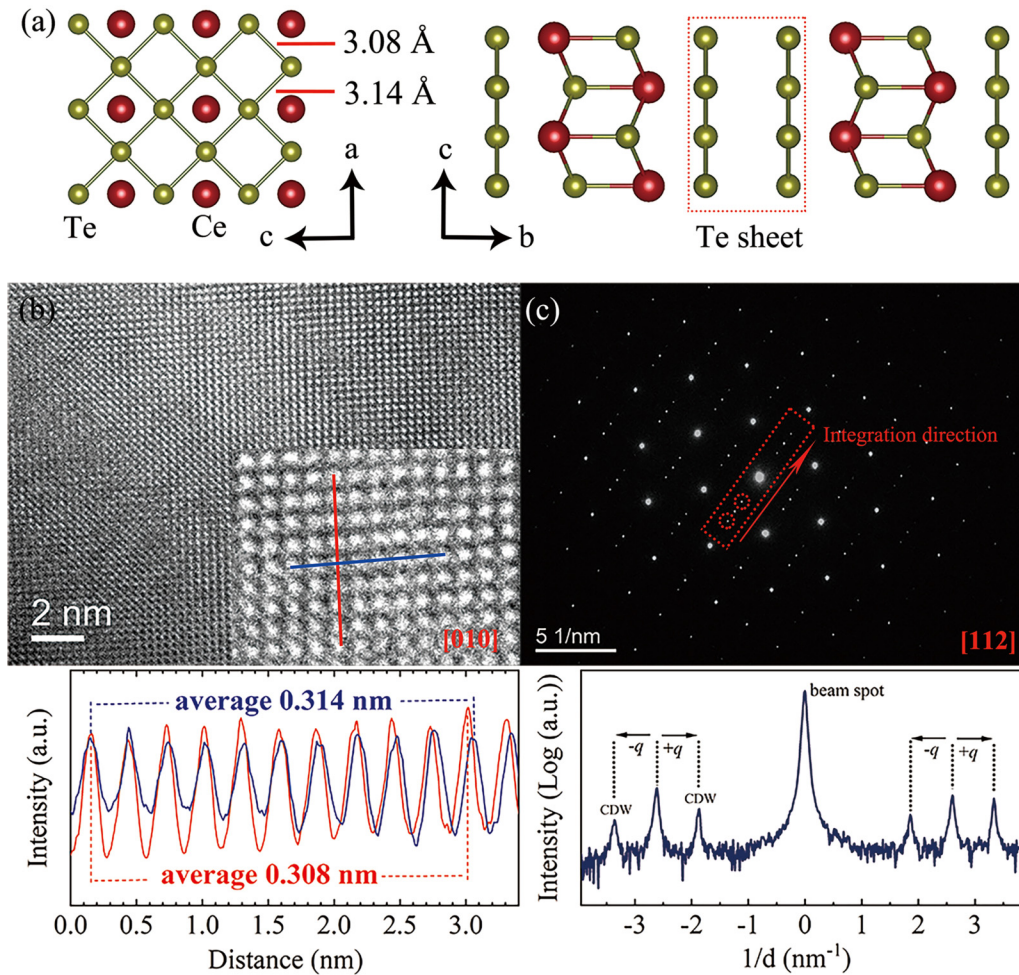 (a)
3.08 Å
3.14 Å
a
c
Te
Ce
c
b
Te sheet
(b)
2 nm
[010]
(c)
Integration direction
5 1/nm
[112]
average 0.314 nm
average 0.308 nm
Intensity (a.u.)
0.0 0.5 1.0 1.5 2.0 2.5 3.0
Distance (nm)
beam spot
-q +q
-q +q
CDW
CDW
Intensity (Log (a.u.))
-3 -2 -1 0 1 2 3
1/d (nm⁻¹)